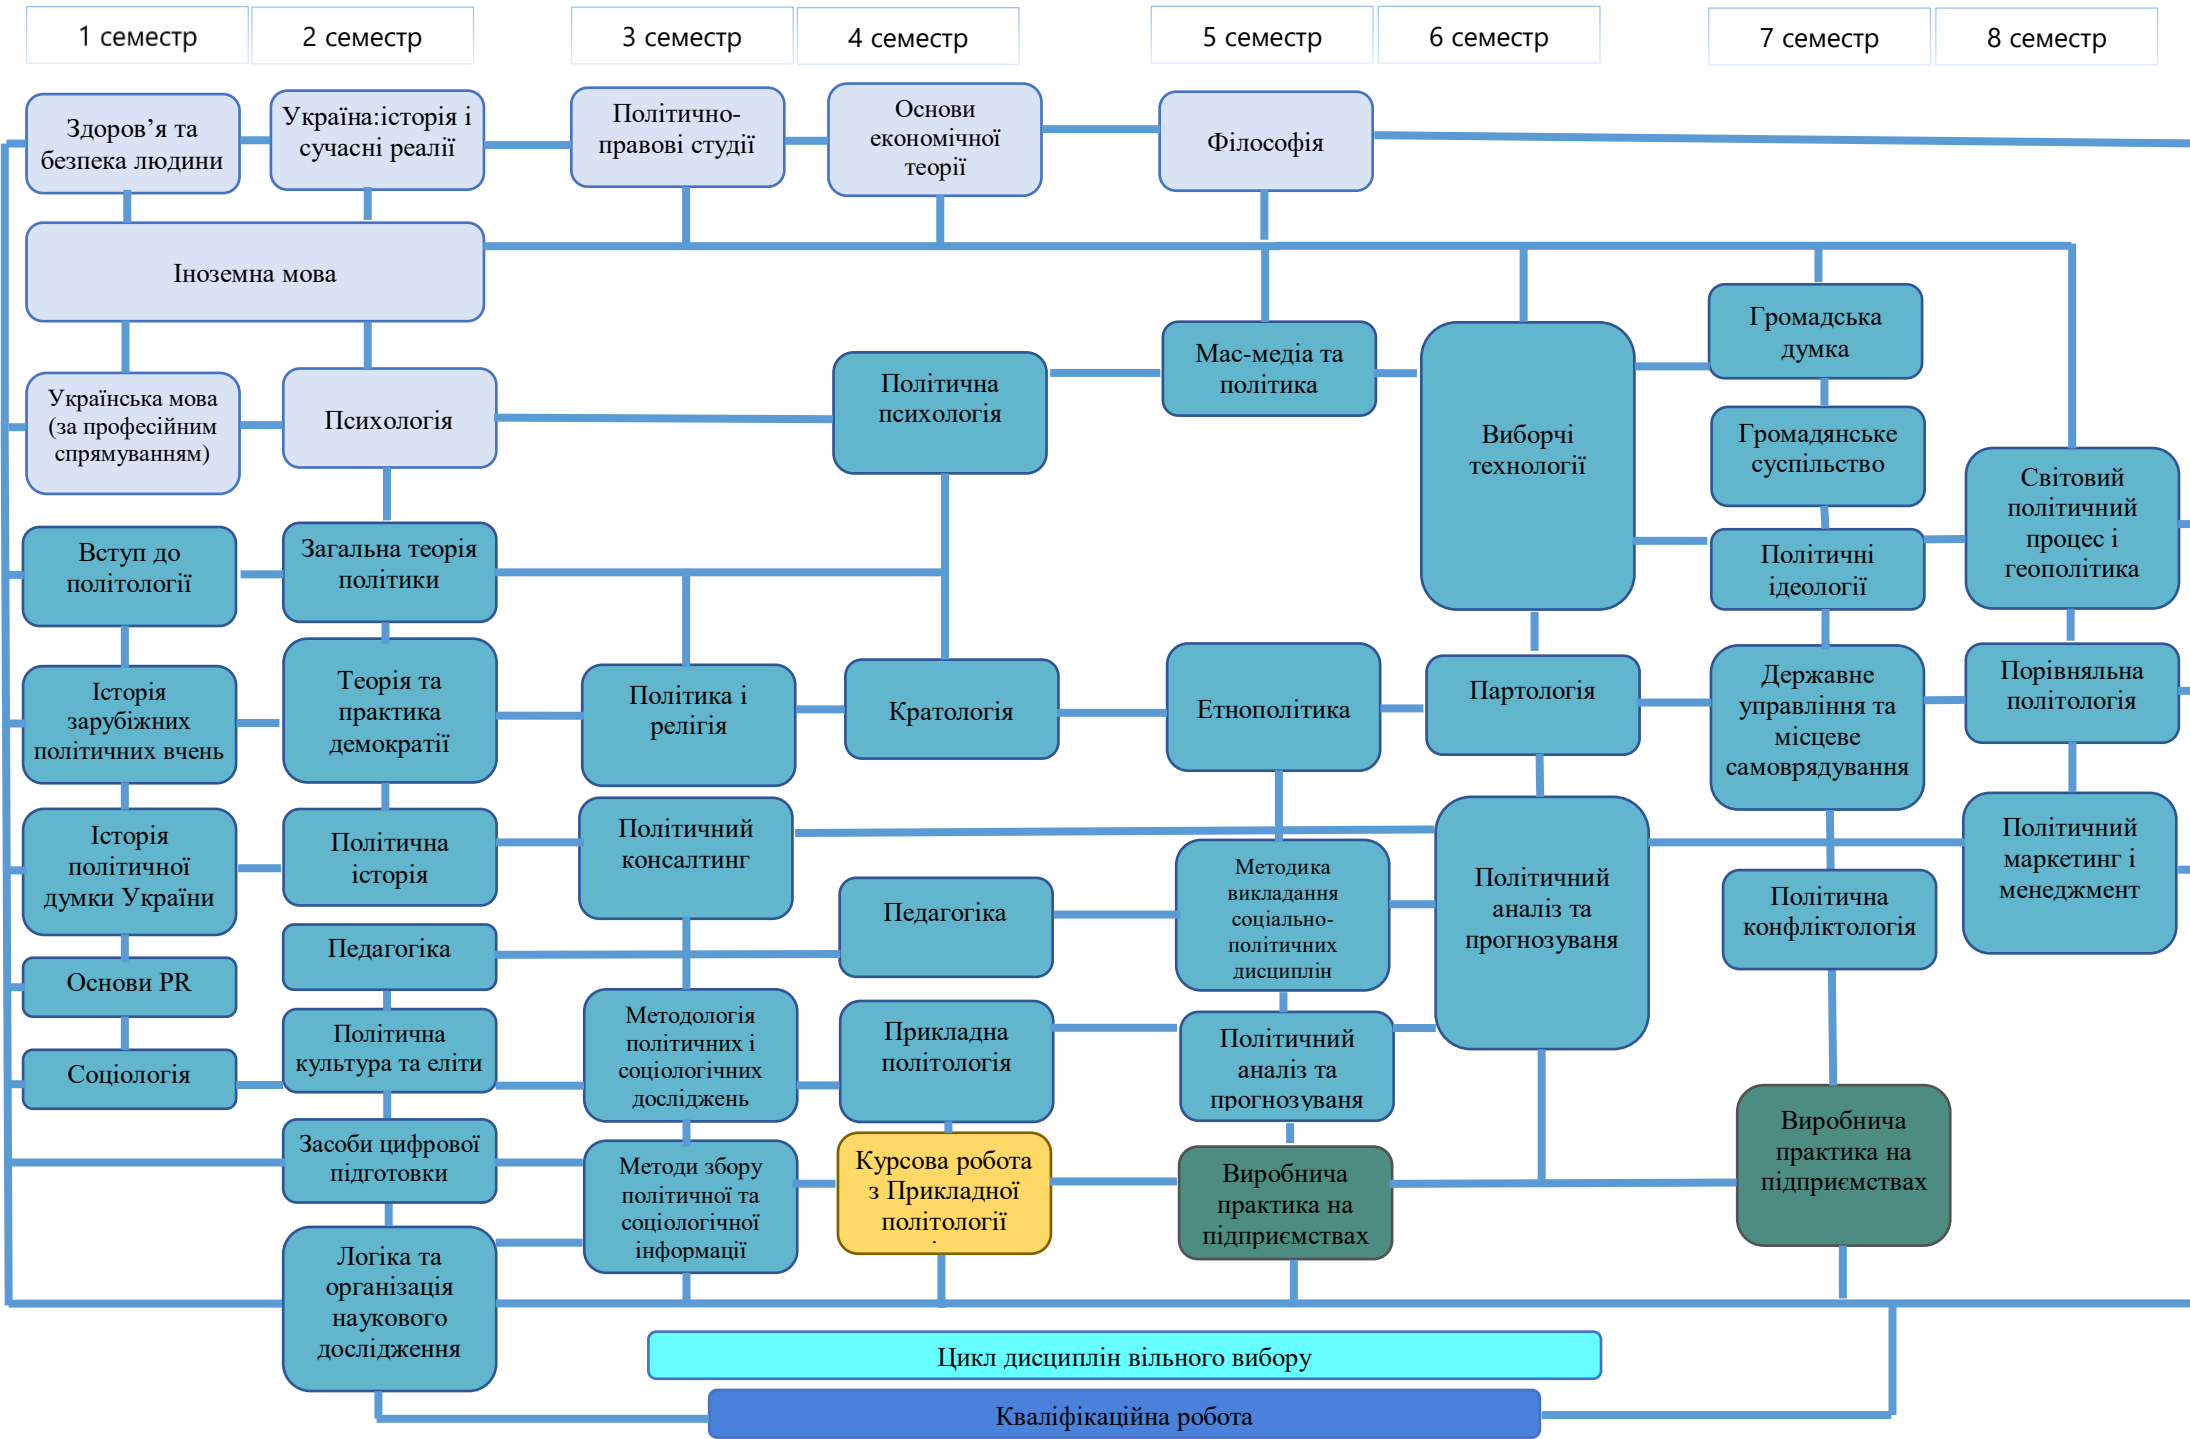 1 семестр
2 семестр
3 семестр
4 семестр
5 семестр
6 семестр
7 семестр
8 семестр
Здоров’я та
безпека людини
Україна:історія і
сучасні реалії
Політично-
правові студії
Основи
економічної
теорії
Філософія
Іноземна мова
Українська мова
(за професійним
спрямуванням)
Психологія
Політична
психологія
Мас-медіа та
політика
Виборчі
технології
Громадська
думка
Громадянське
суспільство
Світовий
політичний
процес і
геополітика
Вступ до
політології
Загальна теорія
політики
Політичні
ідеології
Історія
зарубіжних
політичних вчень
Теорія та
практика
демократії
Політика і
релігія
Кратологія
Етнополітика
Партологія
Державне
управління та
місцеве
самоврядування
Порівняльна
політологія
Історія
політичної
думки України
Політична
історія
Політичний
консалтинг
Педагогіка
Методика
викладання
соціально-
політичних
дисциплін
Політичний
аналіз та
прогнозуваня
Політична
конфліктологія
Політичний
маркетинг і
менеджмент
Основи PR
Педагогіка
Соціологія
Політична
культура та еліти
Методологія
політичних і
соціологічних
досліджень
Прикладна
політологія
Політичний
аналіз та
прогнозуваня
Засоби цифрової
підготовки
Методи збору
політичної та
соціологічної
інформації
Курсова робота
з Прикладної
політології
Виробнича
практика на
підприємствах
Виробнича
практика на
підприємствах
Логіка та
організація
наукового
дослідження
Цикл дисциплін вільного вибору
Кваліфікаційна робота